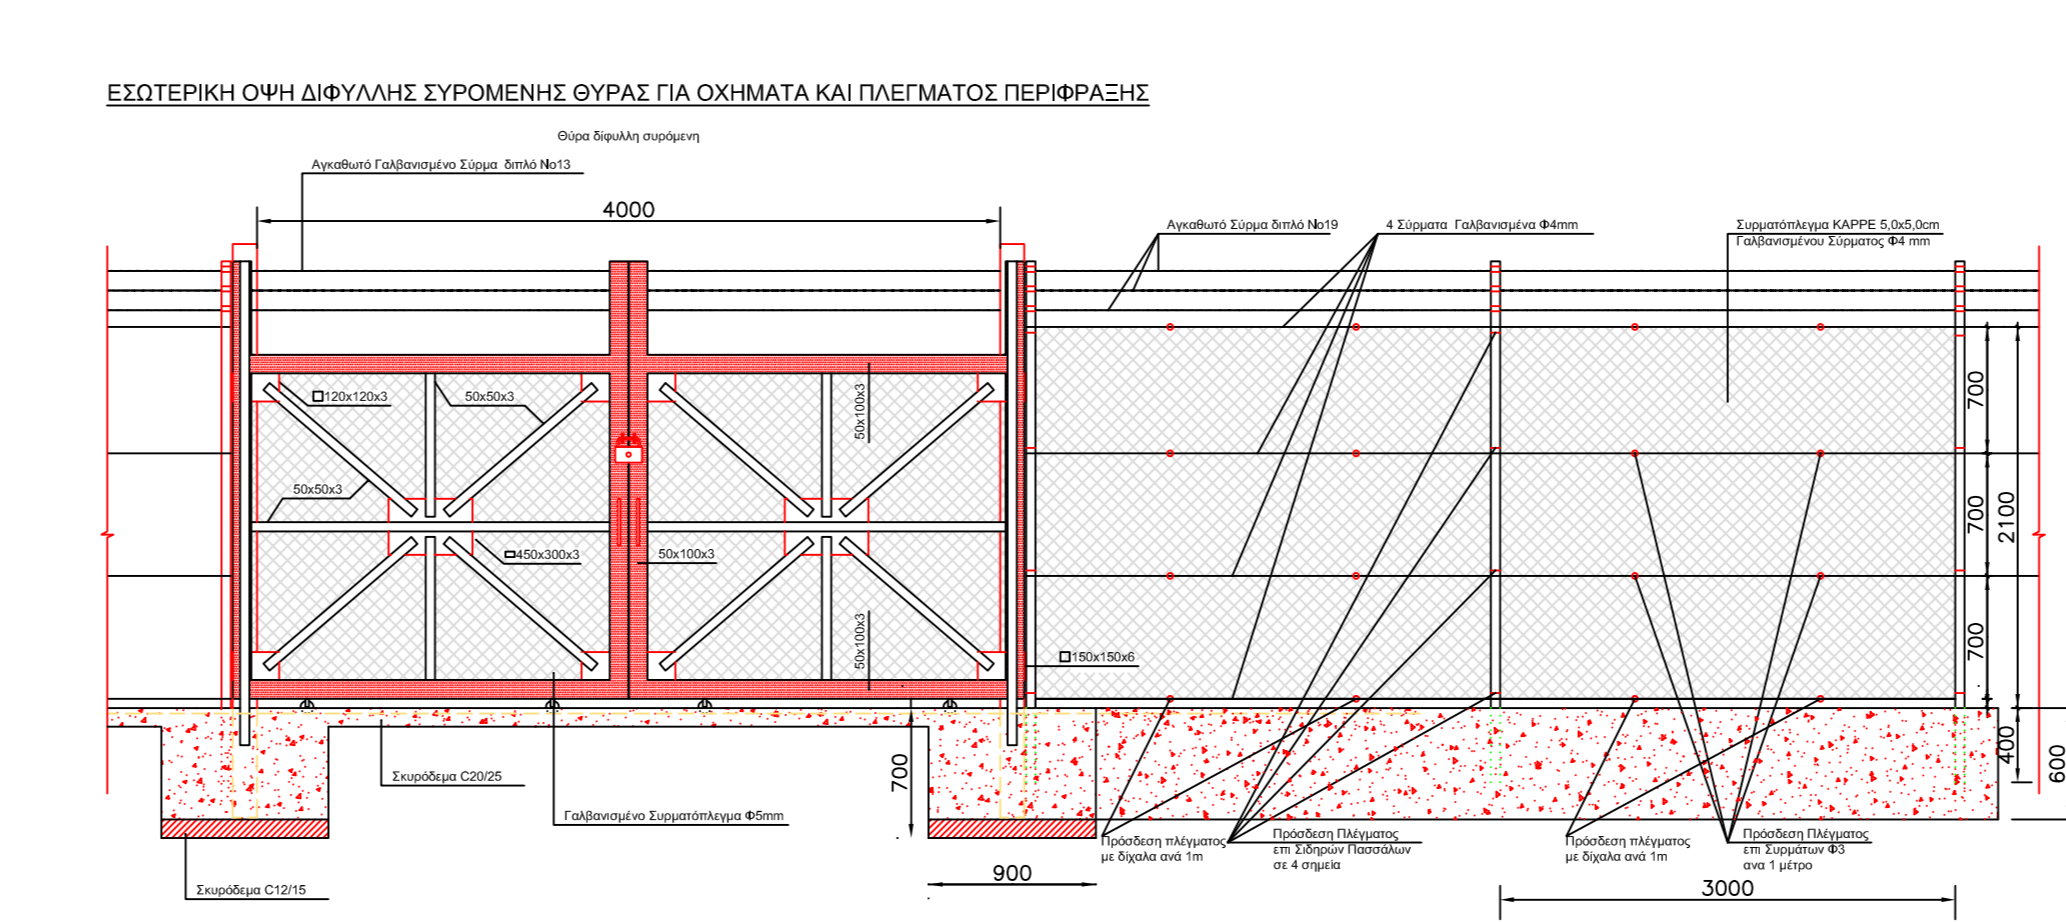 ΕΣΩΤΕΡΙΚΗ ΟΨΗ ΔΙΦΥΛΛΗΣ ΣΥΡΟΜΕΝΗΣ ΘΥΡΑΣ ΓΙΑ ΟΧΗΜΑΤΑ ΚΑΙ ΠΛΕΓΜΑΤΟΣ ΠΕΡΙΦΡΑΞΗΣ
Θύρα δίφυλλη συρόμενη
Αγκαθωτό Γαλβανισμένο Σύρμα διπλό Νο13
4000
Αγκαθωτό Σύρμα διπλό Νο19
4 Σύρματα Γαλβανισμένα Φ4mm
Συρματόπλεγμα ΚΑΡΡΕ 5,0x5,0cm
Γαλβανισμένου Σύρματος Φ4 mm
120x120x3
50x50x3
50x100x3
700
50x50x3
450x300x3
50x100x3
700
2100
50x100x3
150x150x6
700
700
400
600
Σκυρόδεμα C20/25
Γαλβανισμένο Συρματόπλεγμα Φ5mm
Πρόσδεση πλέγματος
με δίχαλα ανά 1m
Πρόσδεση Πλέγματος
επι Σιδηρών Πασσάλων
σε 4 σημεία
Πρόσδεση πλέγματος
με δίχαλα ανά 1m
Πρόσδεση Πλέγματος
επι Συρμάτων Φ3
ανα 1 μέτρο
900
3000
Σκυρόδεμα C12/15